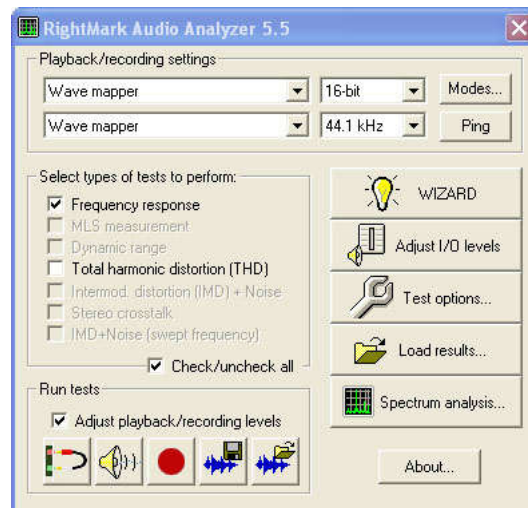 RightMark Audio Analyzer 5.5
Playback/recording settings
Wave mapper 16-bit Modes...
Wave mapper 44.1 kHz Ping
Select types of tests to perform:
Frequency response
MLS measurement
Dynamic range
Total harmonic distortion (THD)
Intermod. distortion (IMD) + Noise
Stereo crosstalk
IMD+Noise (swept frequency)
Check/uncheck all
WIZARD
Adjust I/O levels
Test options...
Load results...
Spectrum analysis...
Run tests
Adjust playback/recording levels
About...